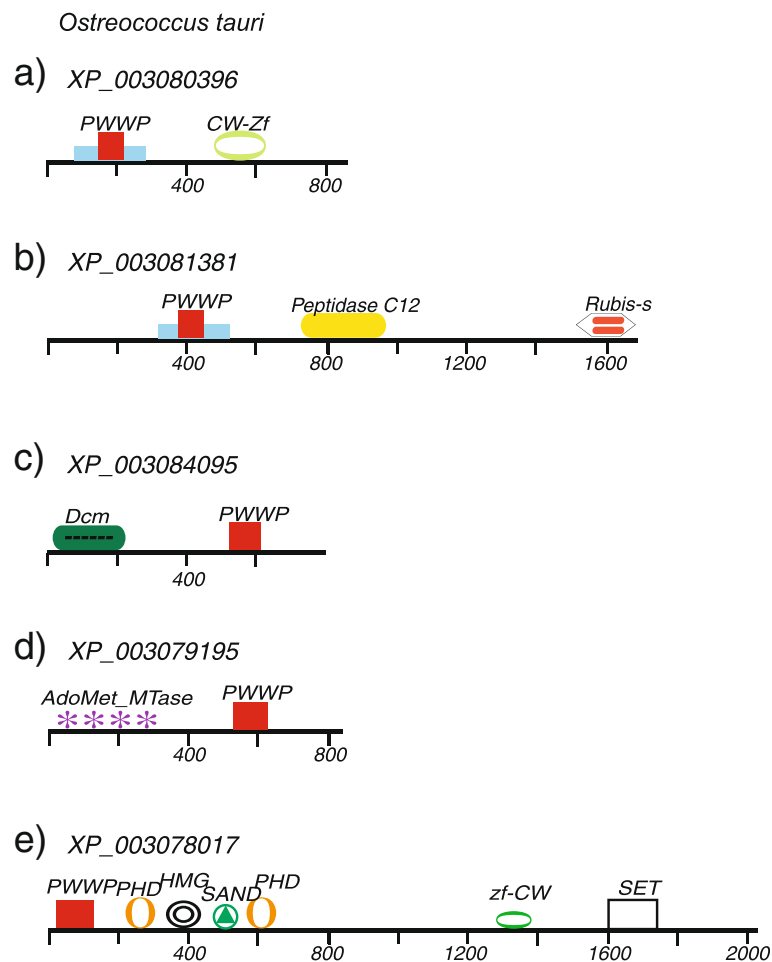 Ostreococcus tauri
a) XP_003080396
PWWP CW-Zf
400 800
b) XP_003081381
PWWP Peptidase C12 Rubis-s
400 800 1200 1600
c) XP_003084095
Dcm PWWP
400
d) XP_003079195
AdoMet_MTase PWWP
400 800
e) XP_003078017
PWWP PHD HMG SAND PHD zf-CW SET
400 800 1200 1600 2000